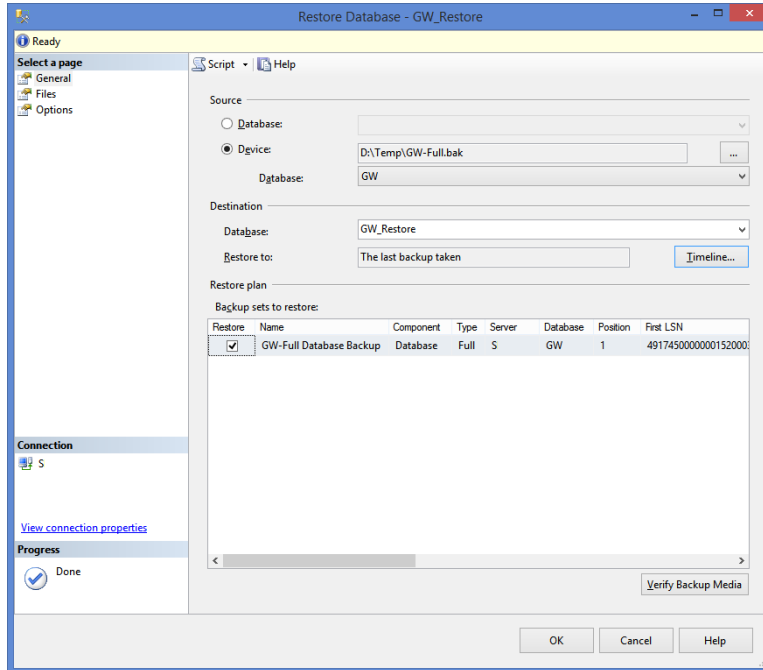 Restore Database - GW_Restore
Ready
Select a page
General
Files
Options
Script Help
Source
Database:
Device: D:\Temp\GW-Full.bak ...
Database: GW
Destination
Database: GW_Restore
Restore to: The last backup taken Timeline...
Restore plan
Backup sets to restore:
Restore Name Component Type Server Database Position First LSN
GW-Full Database Backup Database Full S GW 1
Connection
S
View connection properties
Progress
Done
Verify Backup Media
OK Cancel Help